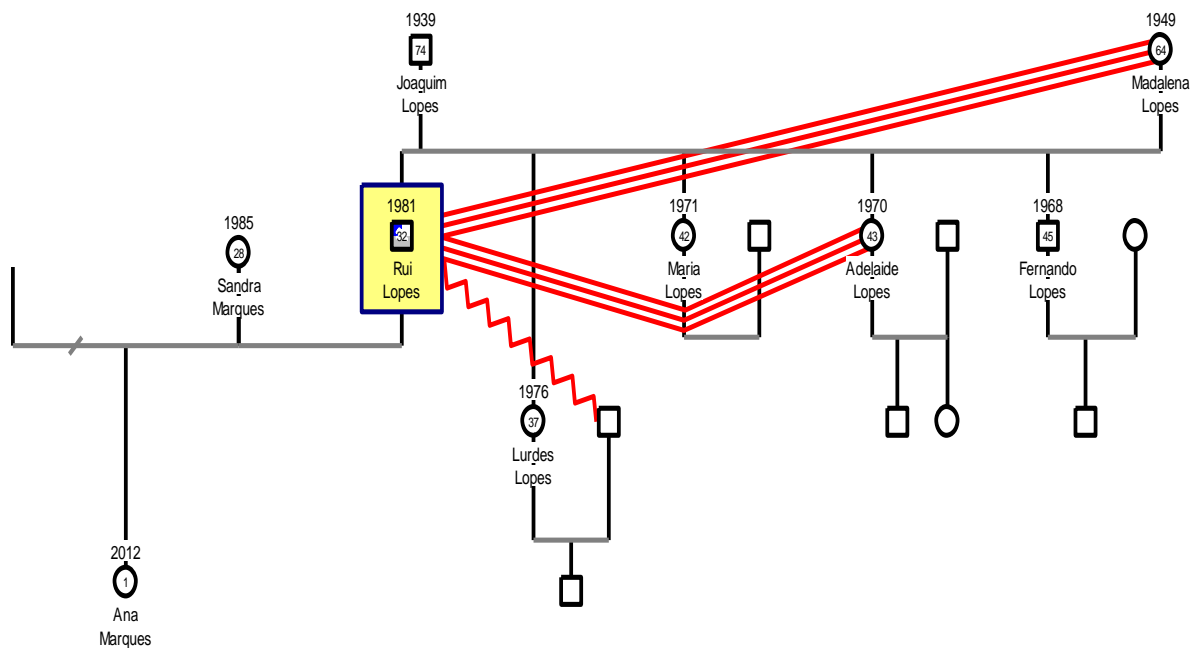 1939
74
Joaquim
Lopes
1949
64
Madalena
Lopes
1985
28
Sandra
Marques
1981
32
Rui
Lopes
1971
42
Maria
Lopes
1970
43
Adelaide
Lopes
1968
45
Fernando
Lopes
1976
37
Lurdes
Lopes
2012
1
Ana
Marques